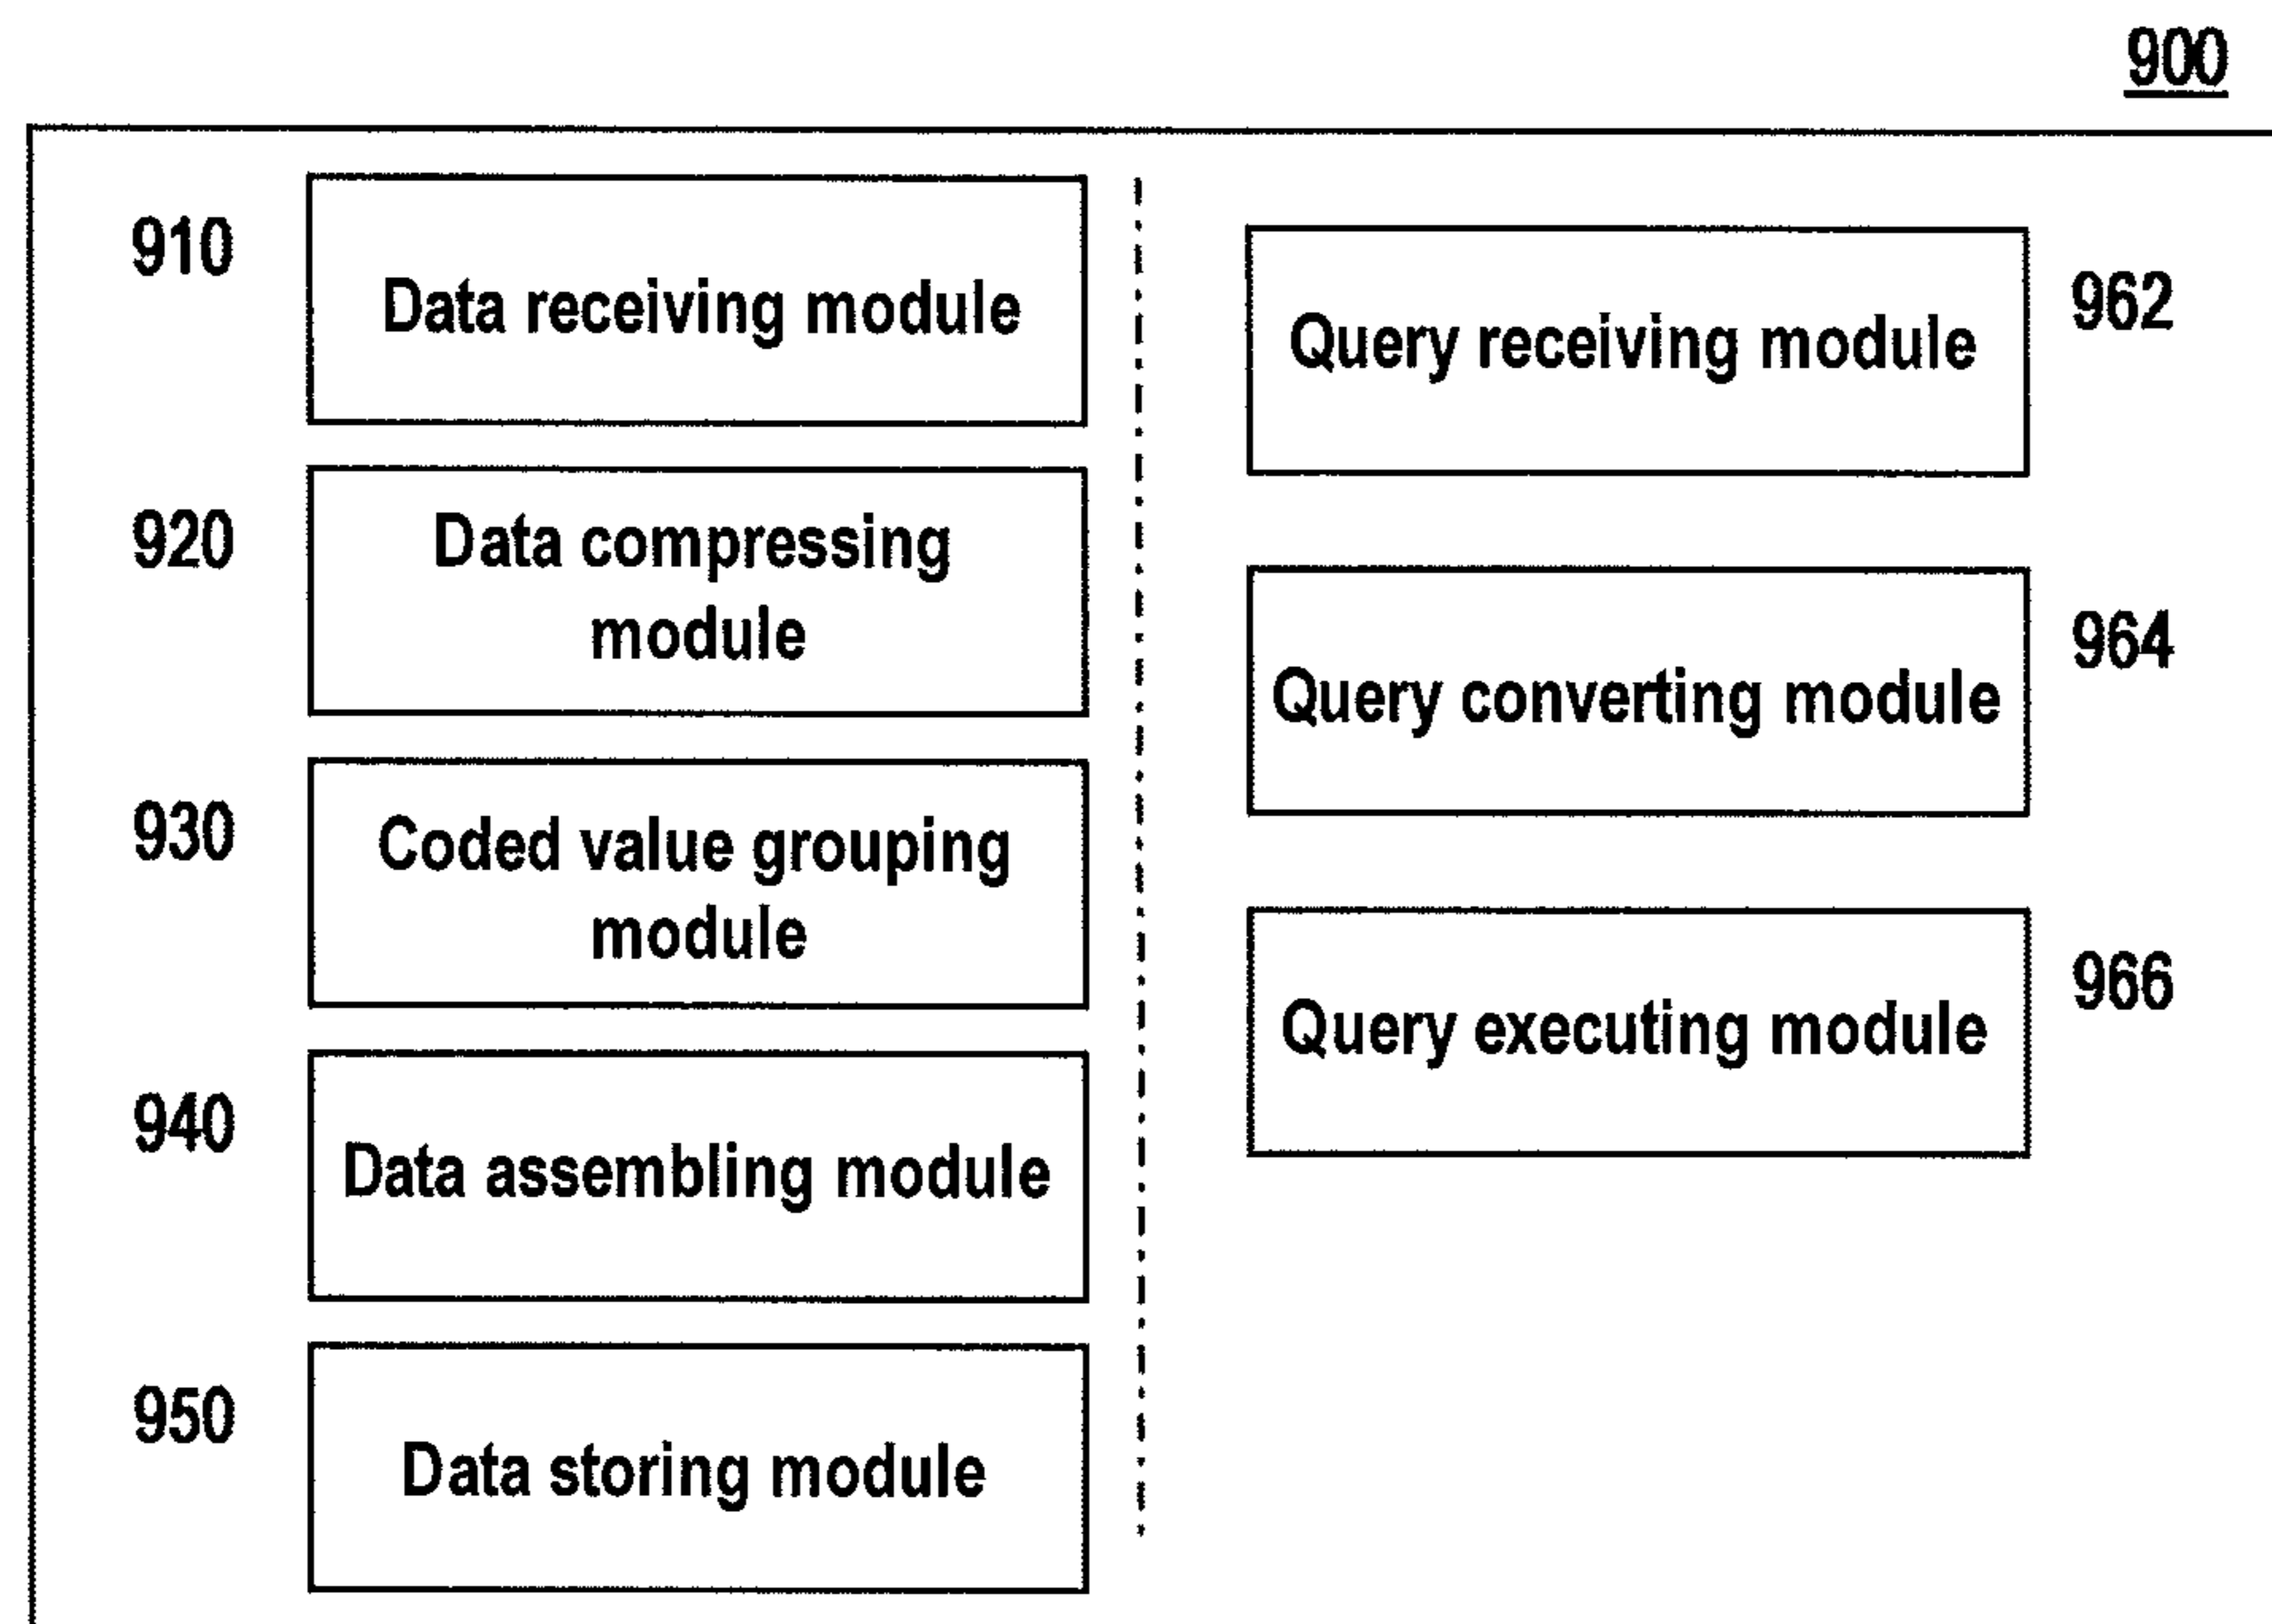 900
910
Data receiving module
920
Data compressing
module
930
Coded value grouping
module
940
Data assembling module
950
Data storing module
Query receiving module
962
Query converting module
964
Query executing module
966